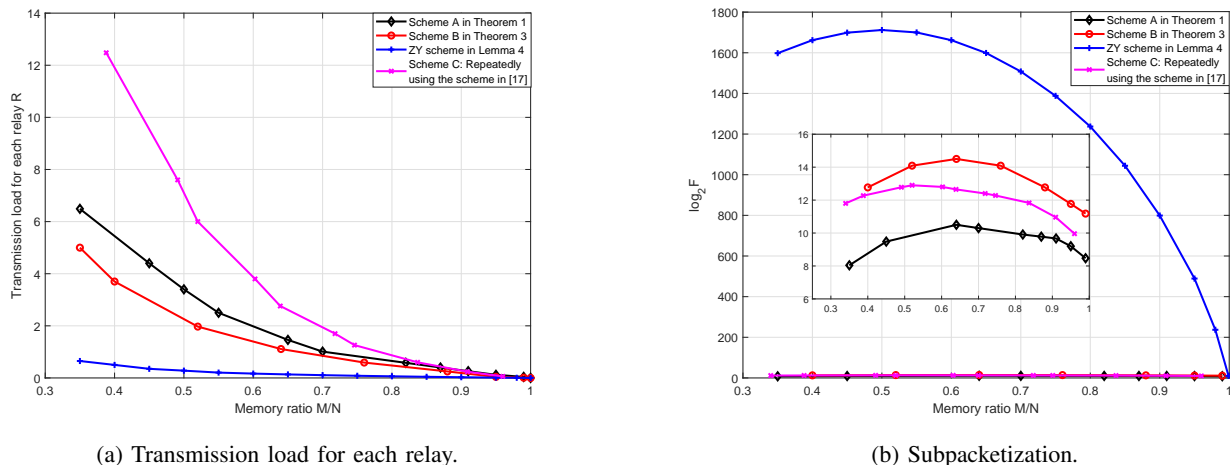 14
12
10
8
6
4
2
0
Transmission load for each relay R
0.3 0.4 0.5 0.6 0.7 0.8 0.9 1
Memory ratio M/N
Scheme A in Theorem 1
Scheme B in Theorem 3
ZY scheme in Lemma 4
Scheme C: Repeatedly
using the scheme in [17]
(a) Transmission load for each relay.
1800
1600
1400
1200
1000
800
600
400
200
0
log2F
0.3 0.4 0.5 0.6 0.7 0.8 0.9 1
Memory ratio M/N
Scheme A in Theorem 1
Scheme B in Theorem 3
ZY scheme in Lemma 4
Scheme C: Repeatedly
using the scheme in [17]
16
14
12
10
8
6
0.3 0.4 0.5 0.6 0.7 0.8 0.9 1
(b) Subpacketization.